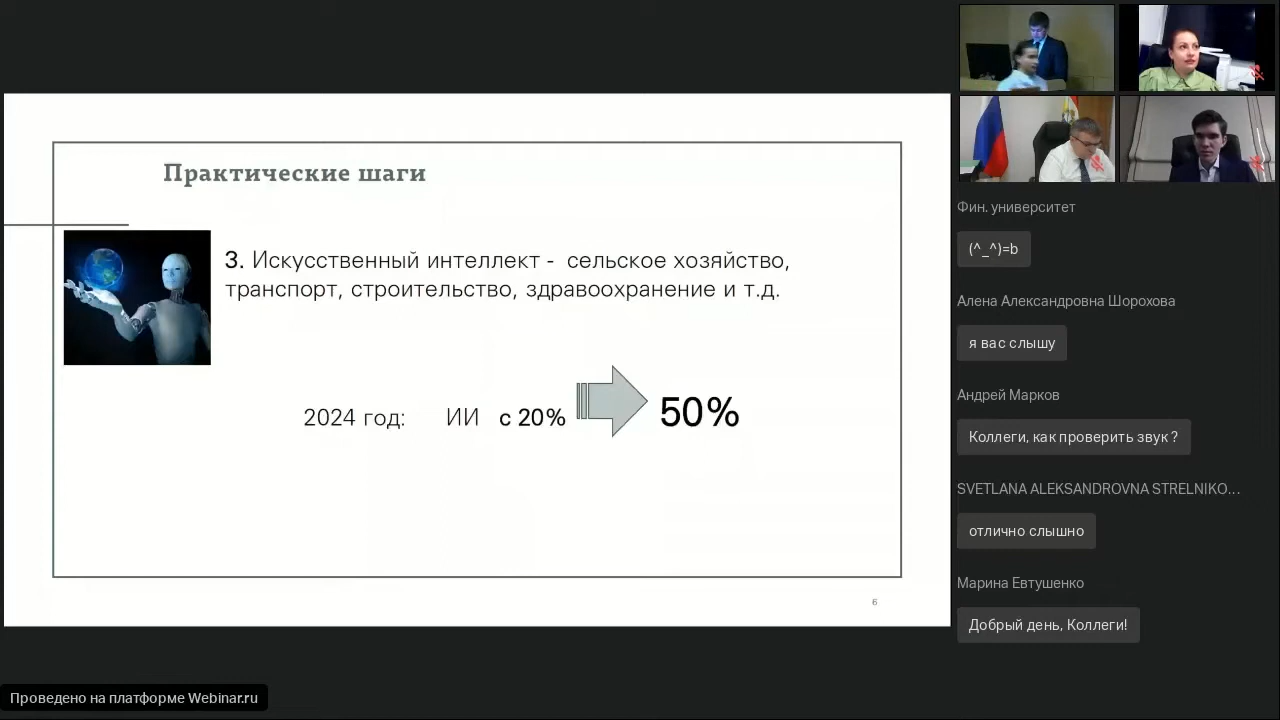 Практические шаги
3. Искусственный интеллект - сельское хозяйство,
транспорт, строительство, здравоохранение и т.д.
2024 год: ИИ с 20% 50%
6
Фин. университет
(^_^)=b
Алена Александровна Шорохова
я вас слышу
Андрей Марков
Коллеги, как проверить звук ?
SVETLANA ALEKSANDROVNA STRELNIKO...
отлично слышно
Марина Евтушенко
Добрый день, Коллеги!
Проведено на платформе Webinar.ru